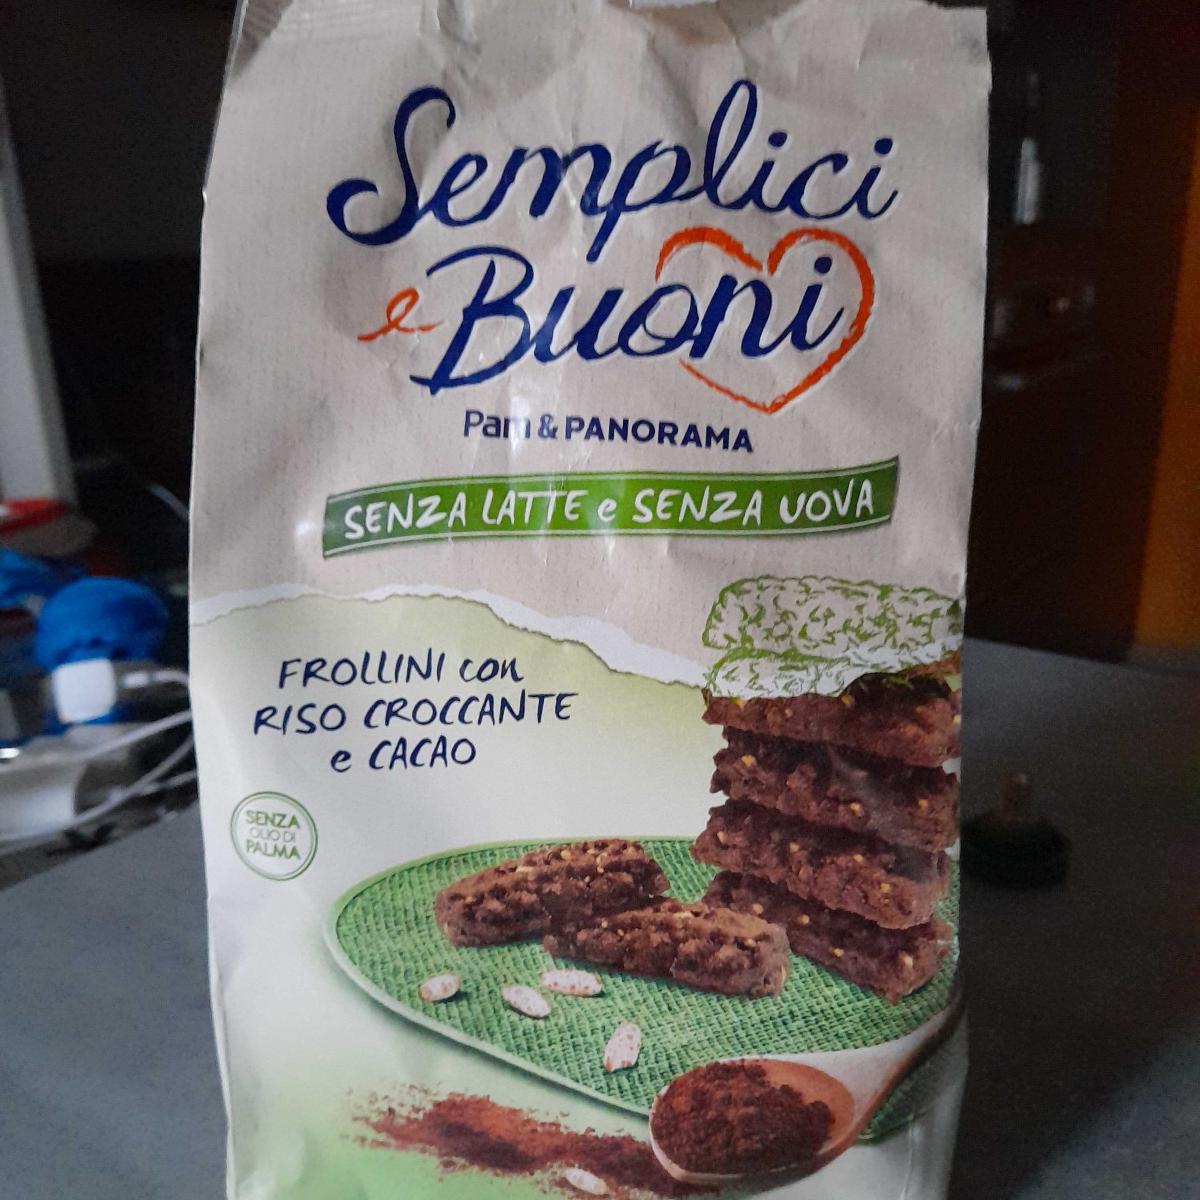 Semplici
e Buoni
Pam & PANORAMA
SENZA LATTE e SENZA UOVA
FROLLINI con
RISO CROCCANTE
e CACAO
SENZA
OLIO DI
PALMA